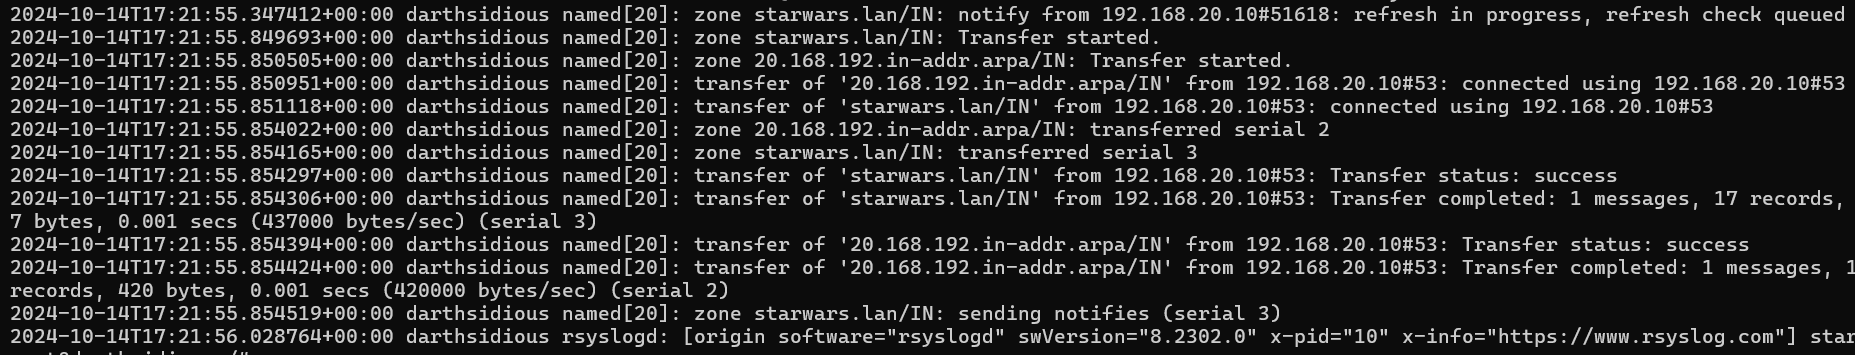 2024-10-14T17:21:55.347412+00:00 darthsidious named[20]: zone starwars.lan/IN: notify from 192.168.20.10#51618: refresh in progress, refresh check queued
2024-10-14T17:21:55.849693+00:00 darthsidious named[20]: zone starwars.lan/IN: Transfer started.
2024-10-14T17:21:55.850505+00:00 darthsidious named[20]: zone 20.168.192.in-addr.arpa/IN: Transfer started.
2024-10-14T17:21:55.850951+00:00 darthsidious named[20]: transfer of '20.168.192.in-addr.arpa/IN' from 192.168.20.10#53: connected using 192.168.20.10#53
2024-10-14T17:21:55.851118+00:00 darthsidious named[20]: transfer of 'starwars.lan/IN' from 192.168.20.10#53: connected using 192.168.20.10#53
2024-10-14T17:21:55.854022+00:00 darthsidious named[20]: zone 20.168.192.in-addr.arpa/IN: transferred serial 2
2024-10-14T17:21:55.854165+00:00 darthsidious named[20]: zone starwars.lan/IN: transferred serial 3
2024-10-14T17:21:55.854297+00:00 darthsidious named[20]: transfer of 'starwars.lan/IN' from 192.168.20.10#53: Transfer status: success
2024-10-14T17:21:55.854306+00:00 darthsidious named[20]: transfer of 'starwars.lan/IN' from 192.168.20.10#53: Transfer completed: 1 messages, 17 records,
7 bytes, 0.001 secs (437000 bytes/sec) (serial 3)
2024-10-14T17:21:55.854394+00:00 darthsidious named[20]: transfer of '20.168.192.in-addr.arpa/IN' from 192.168.20.10#53: Transfer status: success
2024-10-14T17:21:55.854424+00:00 darthsidious named[20]: transfer of '20.168.192.in-addr.arpa/IN' from 192.168.20.10#53: Transfer completed: 1 messages, 1
records, 420 bytes, 0.001 secs (420000 bytes/sec) (serial 2)
2024-10-14T17:21:55.854519+00:00 darthsidious named[20]: zone starwars.lan/IN: sending notifies (serial 3)
2024-10-14T17:21:56.028764+00:00 darthsidious rsyslogd: [origin software="rsyslogd" swVersion="8.2302.0" x-pid="10" x-info="https://www.rsyslog.com"] star